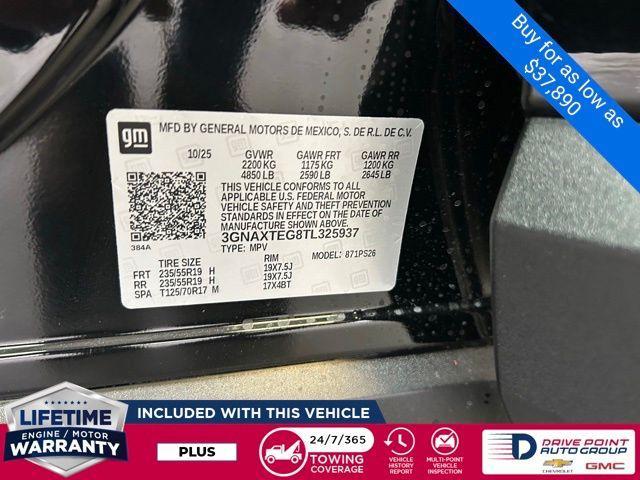 Buy for as low as
$37,890
gm
MFD BY GENERAL MOTORS DE MEXICO, S. DE R.L. DE C.V.
10/25 GVWR GAWR FRT GAWR RR
2200 KG 1175 KG 1200 KG
4850 LB 2590 LB 2645 LB
THIS VEHICLE CONFORMS TO ALL
APPLICABLE U.S. FEDERAL MOTOR
VEHICLE SAFETY AND THEFT PREVENTION
STANDARDS IN EFFECT ON THE DATE OF
MANUFACTURE SHOWN ABOVE.
3GNAXTEG8TL325937
384A
TYPE: MPV MODEL: 871PS26
TIRE SIZE RIM
FRT 235/55R19 H 19X7.5J
RR 235/55R19 H 19X7.5J
SPA T125/70R17 M 17X4BT
LIFETIME
ENGINE / MOTOR
WARRANTY
INCLUDED WITH THIS VEHICLE
PLUS
24/7/365
TOWING
COVERAGE
VEHICLE
HISTORY
REPORT
MULTI-POINT
VEHICLE
INSPECTION
DRIVE POINT
AUTO GROUP
CHEVROLET GMC